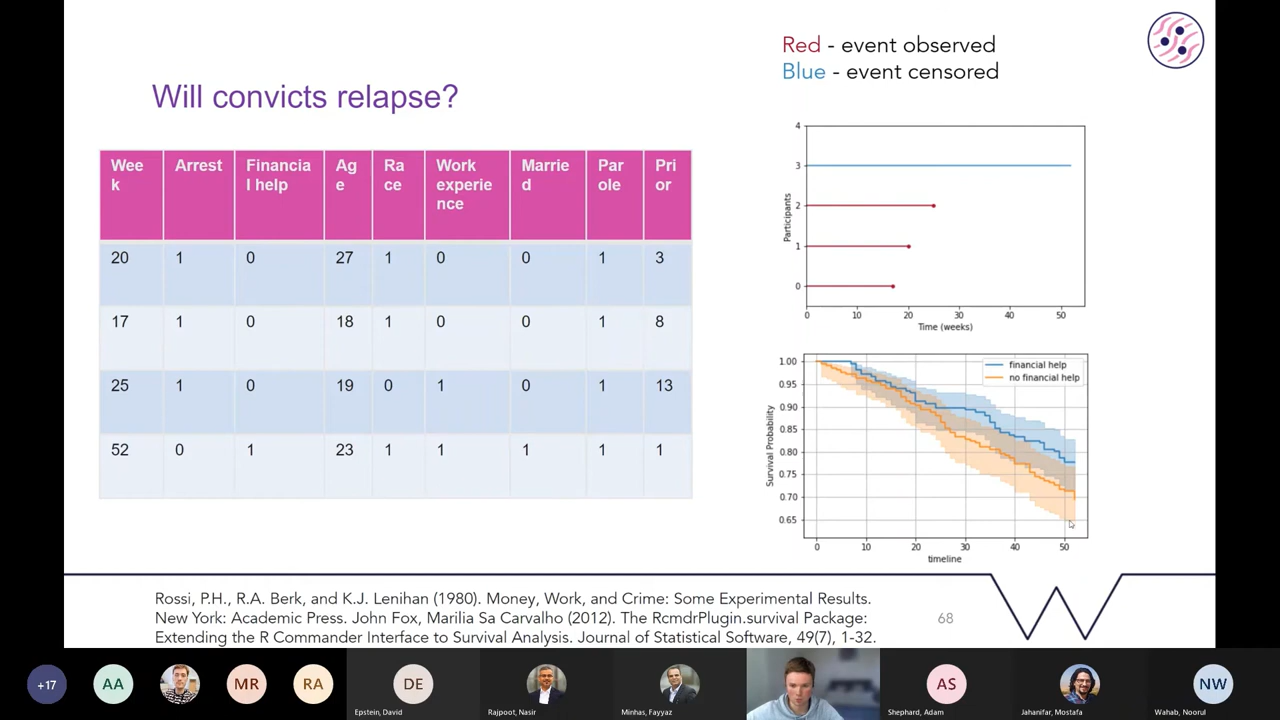 Red - event observed
Blue - event censored
Will convicts relapse?
Wee
k
Arrest
Financia
l help
Ag
e
Ra
ce
Work
experie
nce
Marrie
d
Par
ole
Pri
or
20 1 0 27 1 0 0 1 3
17 1 0 18 1 0 0 1 8
25 1 0 19 0 1 0 1 13
52 0 1 23 1 1 1 1 1
4
3
2
1
0
Participants
0 10 20 30 40 50
Time (weeks)
1.00
0.95
0.90
0.85
0.80
0.75
0.70
0.65
Survival Probability
financial help
no financial help
0 10 20 30 40 50
timeline
Rossi, P.H., R.A. Berk, and K.J. Lenihan (1980). Money, Work, and Crime: Some Experimental Results.
New York: Academic Press. John Fox, Marilia Sa Carvalho (2012). The RcmdrPlugin.survival Package:
Extending the R Commander Interface to Survival Analysis. Journal of Statistical Software, 49(7), 1-32.
68
+17
AA
MR
RA
DE
Epstein, David
Rajpoot, Nasir
Minhas, Fayyaz
AS
Shephard, Adam
Jahanifar, Mostafa
NW
Wahab, Noorul